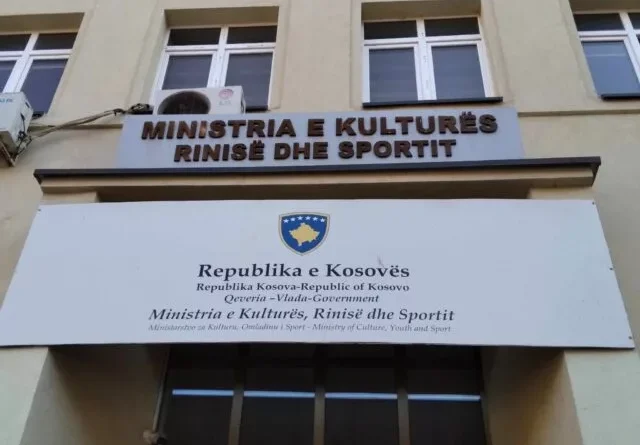 MINISTRIA E KULTURËS
RINISË DHE SPORTIT
Republika e Kosovës
Republika Kosova-Republic of Kosovo
Qeveria –Vlada-Government
Ministria e Kulturës, Rinisë dhe Sportit
Ministarstvo za Kulturu, Omladinu i Sport - Ministry of Culture, Youth and Sport